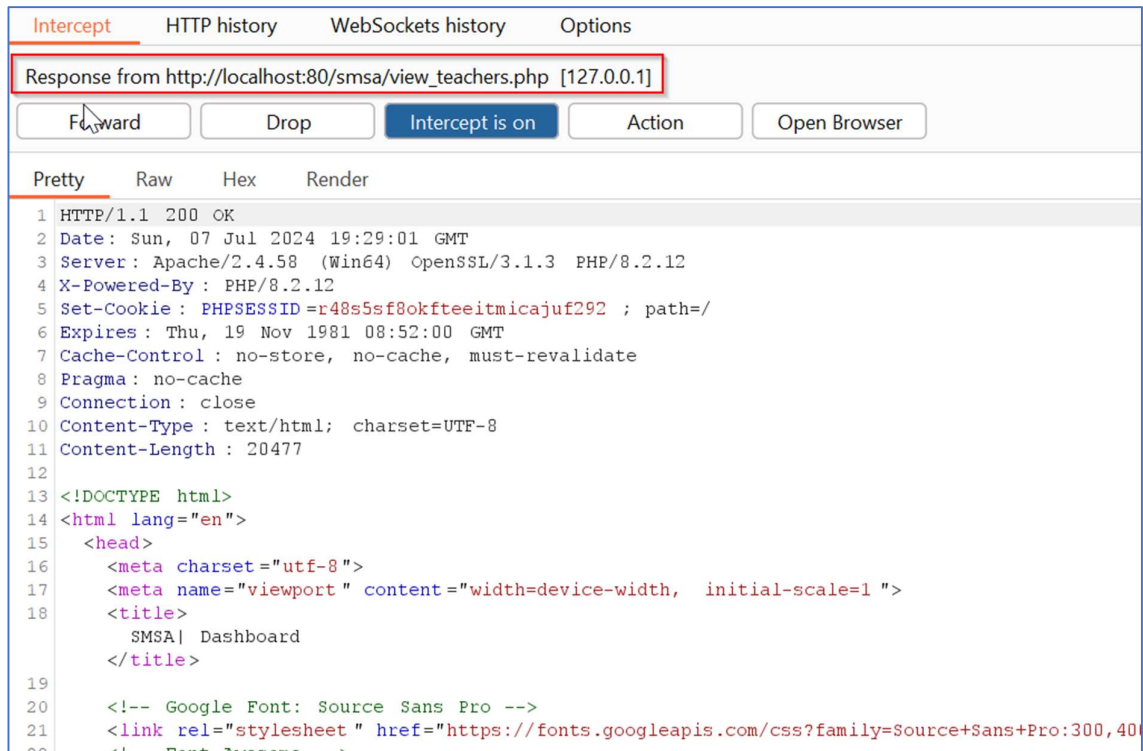 Intercept HTTP history WebSockets history Options
Response from http://localhost:80/smsa/view_teachers.php [127.0.0.1]
Forward Drop Intercept is on Action Open Browser
Pretty Raw Hex Render
1 HTTP/1.1 200 OK
2 Date: Sun, 07 Jul 2024 19:29:01 GMT
3 Server: Apache/2.4.58 (Win64) OpenSSL/3.1.3 PHP/8.2.12
4 X-Powered-By: PHP/8.2.12
5 Set-Cookie: PHPSESSID=r48s5sf8okfteeitmicajuf292; path=/
6 Expires: Thu, 19 Nov 1981 08:52:00 GMT
7 Cache-Control: no-store, no-cache, must-revalidate
8 Pragma: no-cache
9 Connection: close
10 Content-Type: text/html; charset=UTF-8
11 Content-Length: 20477
12
13 <!DOCTYPE html>
14 <html lang="en">
15 <head>
16 <meta charset="utf-8">
17 <meta name="viewport" content="width=device-width, initial-scale=1">
18 <title>
SMSA| Dashboard
</title>
19
20 <!-- Google Font: Source Sans Pro -->
21 <link rel="stylesheet" href="https://fonts.googleapis.com/css?family=Source+Sans+Pro:300,40